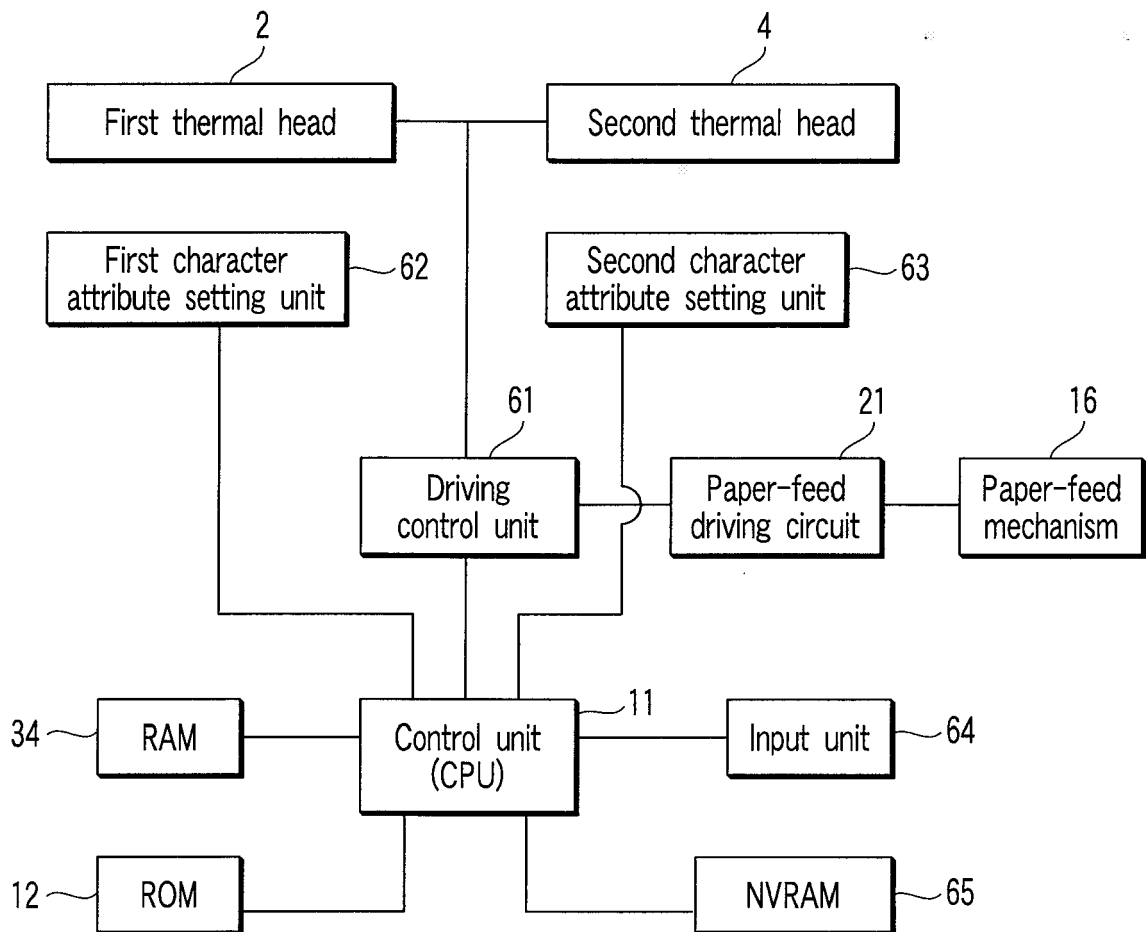 2
4
First thermal head
Second thermal head
First character
attribute setting unit
62
Second character
attribute setting unit
63
61
21
16
Driving
control unit
Paper-feed
driving circuit
Paper-feed
mechanism
34
RAM
Control unit
(CPU)
11
Input unit
64
12
ROM
NVRAM
65